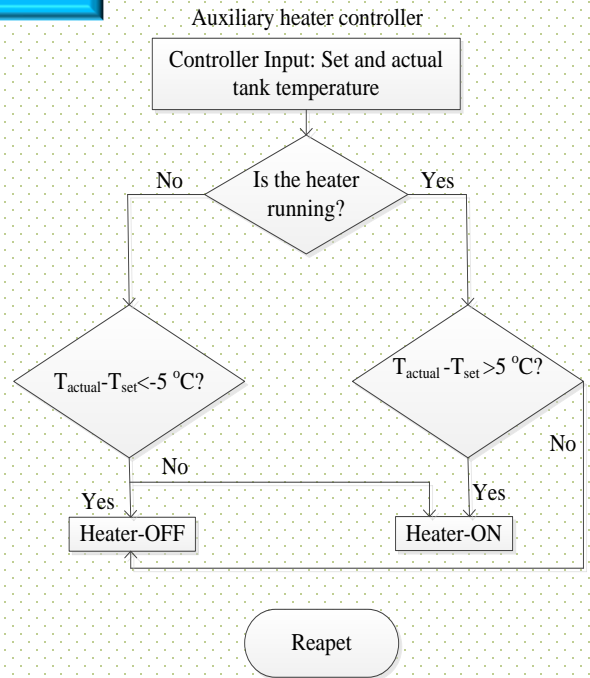 Auxiliary heater controller
Controller Input: Set and actual
tank temperature
No
Is the heater
running?
Yes
Tactual-Tset<-5 °C?
Tactual -Tset >5 °C?
No
No
Yes
Yes
Heater-OFF
Heater-ON
Reapet